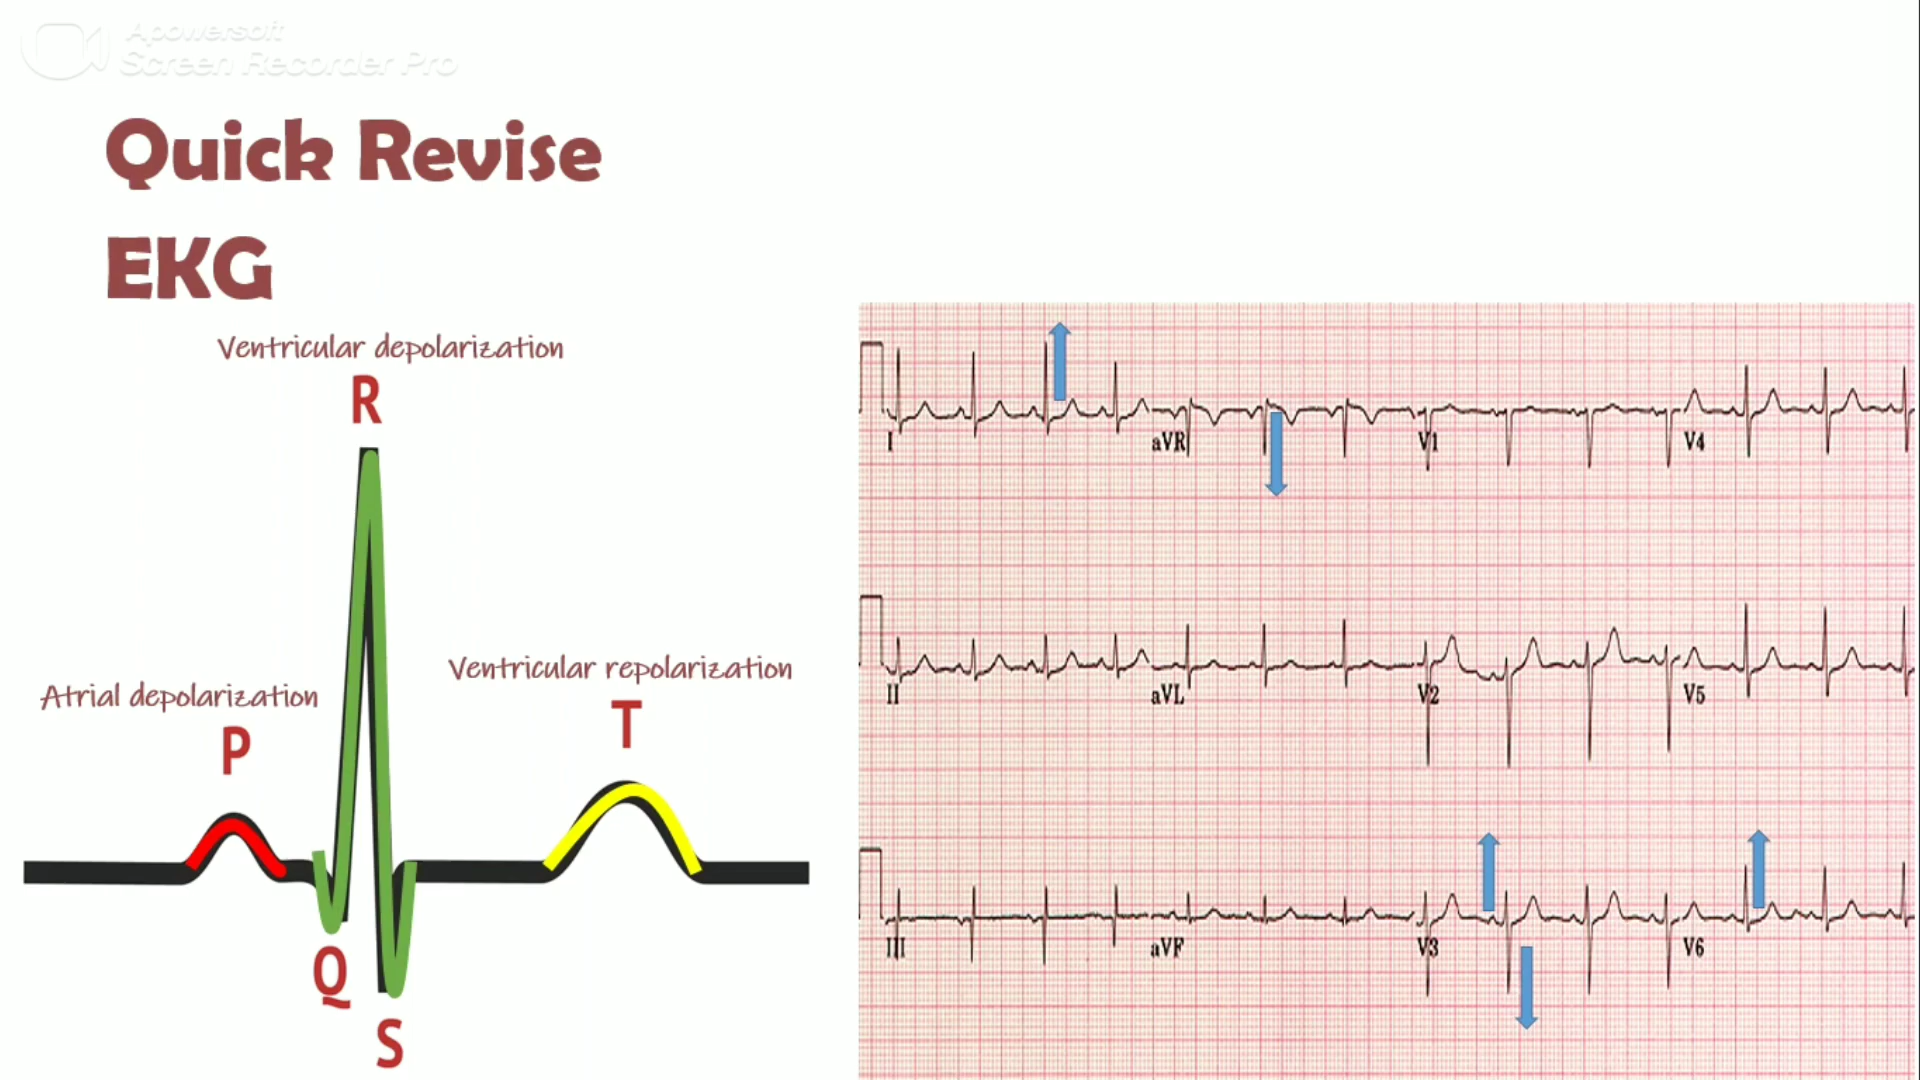 Apowersoft
Screen Recorder Pro
Quick Revise
EKG
Ventricular depolarization
R
Atrial depolarization
P
Ventricular repolarization
T
Q
S
I
aVR
V1
V4
II
aVL
V2
V5
III
aVF
V3
V6